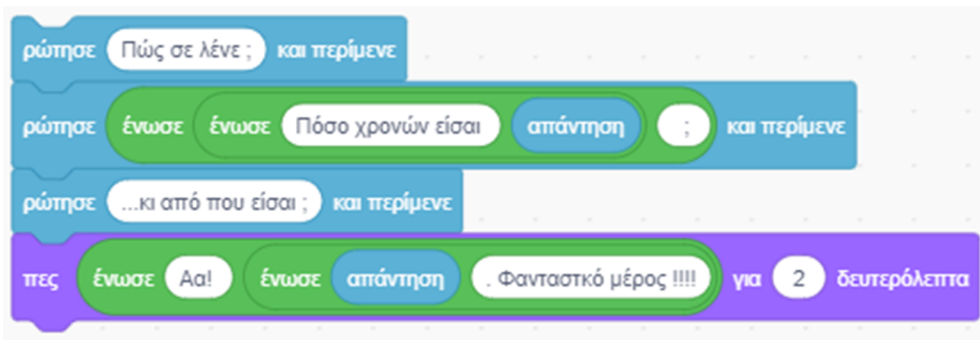 ρώτησε Πώς σε λένε ; και περίμενε
ρώτησε ένωσε ένωσε Πόσο χρονών είσαι απάντηση ; και περίμενε
ρώτησε ...κι από που είσαι ; και περίμενε
πες ένωσε Αα! ένωσε απάντηση . Φανταστκό μέρος !!!! για 2 δευτερόλεπτα